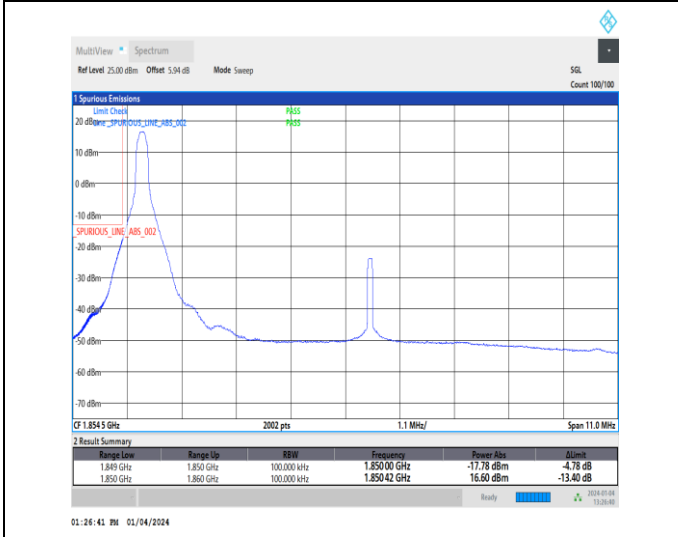 MultiView Spectrum
Ref Level 25.00 dBm Offset 5.94 dB Mode Sweep SGL
Count 100/100
1 Spurious Emissions
Limit Check PASS
20 dBm Line _SPURIOUS_LINE_ABS_002 PASS
10 dBm
0 dBm
-10 dBm
_SPURIOUS_LINE_ABS_002
-20 dBm
-30 dBm
-40 dBm
-50 dBm
-60 dBm
-70 dBm
CF 1.854 5 GHz 2002 pts 1.1 MHz/ Span 11.0 MHz
2 Result Summary
Range Low Range Up RBW Frequency Power Abs ΔLimit
1.849 GHz 1.850 GHz 100.000 kHz 1.850 00 GHz -17.78 dBm -4.78 dB
1.850 GHz 1.860 GHz 100.000 kHz 1.850 42 GHz 16.60 dBm -13.40 dB
Ready 2024-01-04
13:26:40
01:26:41 PM 01/04/2024